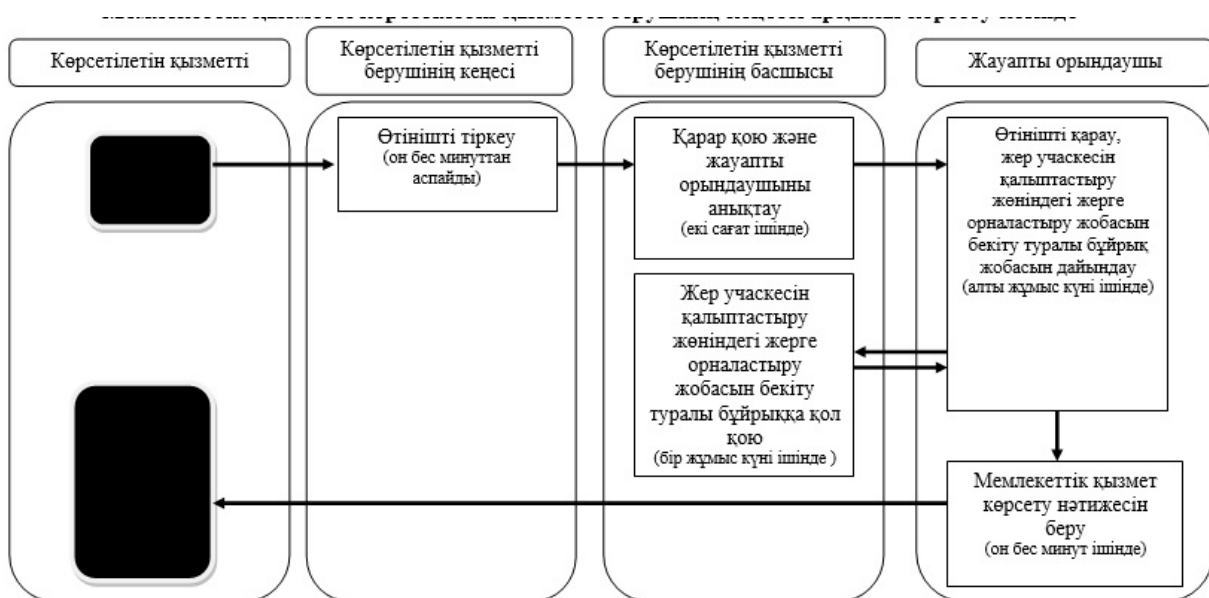 Көрсетілетін қызметті
Көрсетілетін қызметті
берушінің кеңесі
Көрсетілетін қызметті
берушінің басшысы
Жауапты орындаушы
Өтінішті тіркеу
(он бес минуттан
аспайды)
Қарар қою және
жауапты
орындаушыны
анықтау
(екі сағат ішінде)
Өтінішті қарау,
жер учаскесін
қалыптастыру
жөніндегі жерге
орналастыру жобасын
бекіту туралы бұйрық
жобасын дайындау
(алты жұмыс күні ішінде)
Жер учаскесін
қалыптастыру
жөніндегі жерге
орналастыру
жобасын бекіту
туралы бұйрыққа қол
қою
(бір жұмыс күні ішінде )
Мемлекеттік қызмет
көрсету нәтижесін
беру
(он бес минут ішінде)